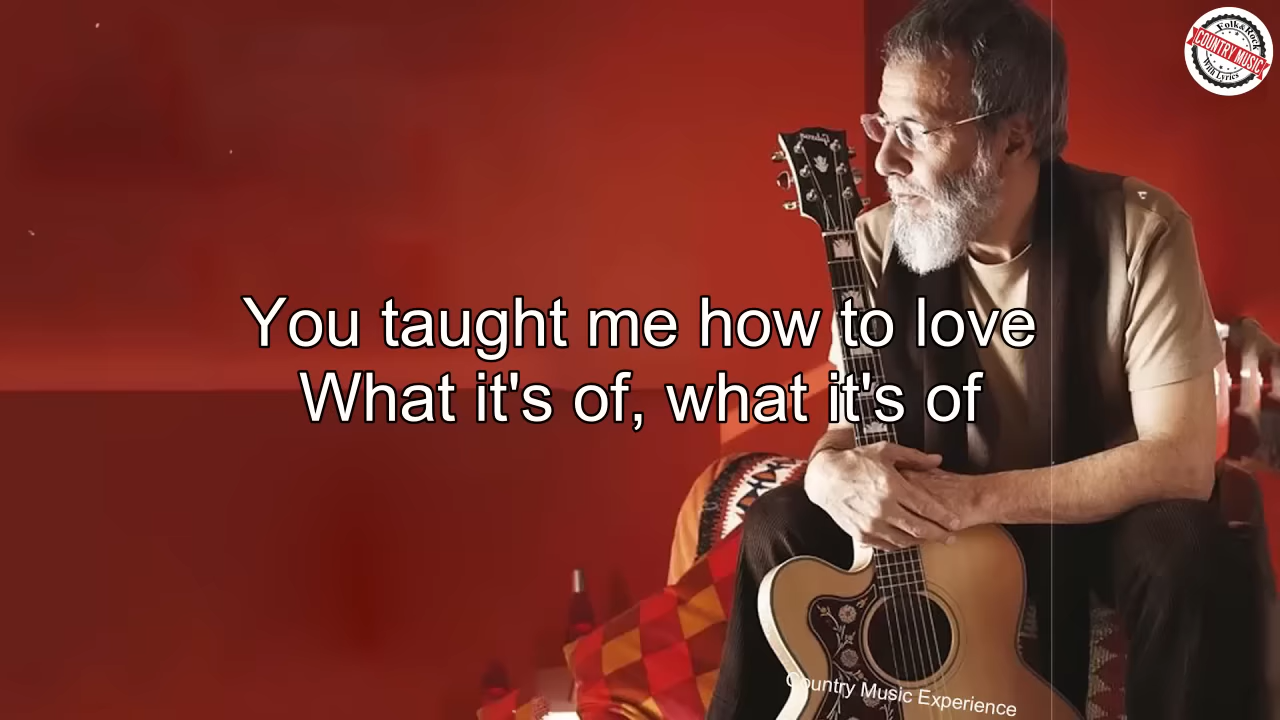 Folk&Rock
COUNTRY MUSIC
With Lyrics
Gibson
You taught me how to love
What it's of, what it's of
Country Music Experience